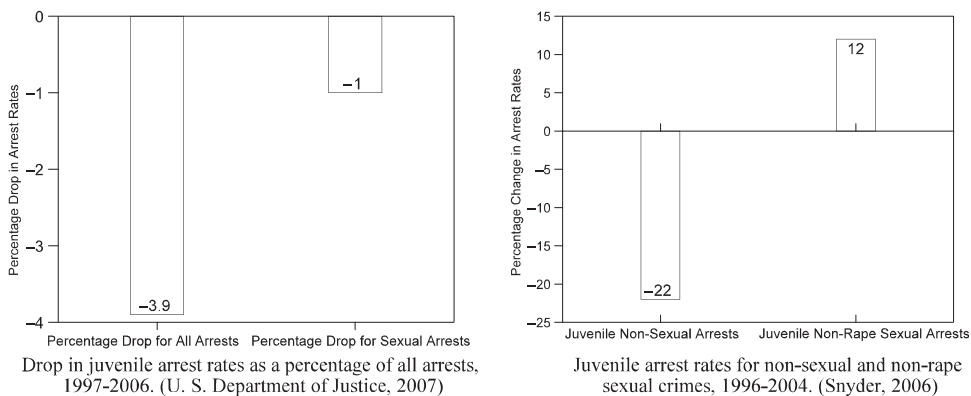 Percentage Drop in Arrest Rates
0
−1
−2
−3
−4
−3.9
−1
Percentage Drop for All Arrests
Percentage Drop for Sexual Arrests
Drop in juvenile arrest rates as a percentage of all arrests,
1997-2006. (U. S. Department of Justice, 2007)
Percentage Change in Arrest Rates
15
10
5
0
−5
−10
−15
−20
−25
−22
12
Juvenile Non-Sexual Arrests
Juvenile Non-Rape Sexual Arrests
Juvenile arrest rates for non-sexual and non-rape
sexual crimes, 1996-2004. (Snyder, 2006)